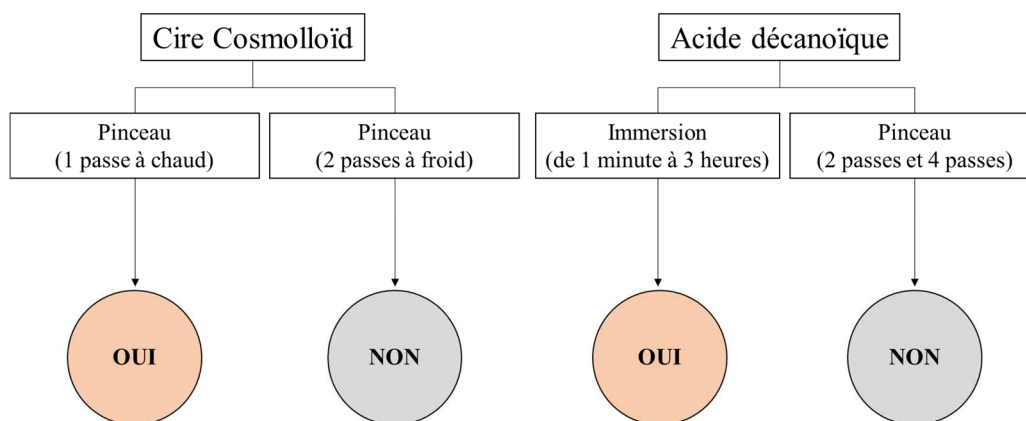 Cire Cosmolloïd
Acide décanoïque
Pinceau
(1 passe à chaud)
Pinceau
(2 passes à froid)
Immersion
(de 1 minute à 3 heures)
Pinceau
(2 passes et 4 passes)
OUI
NON
OUI
NON